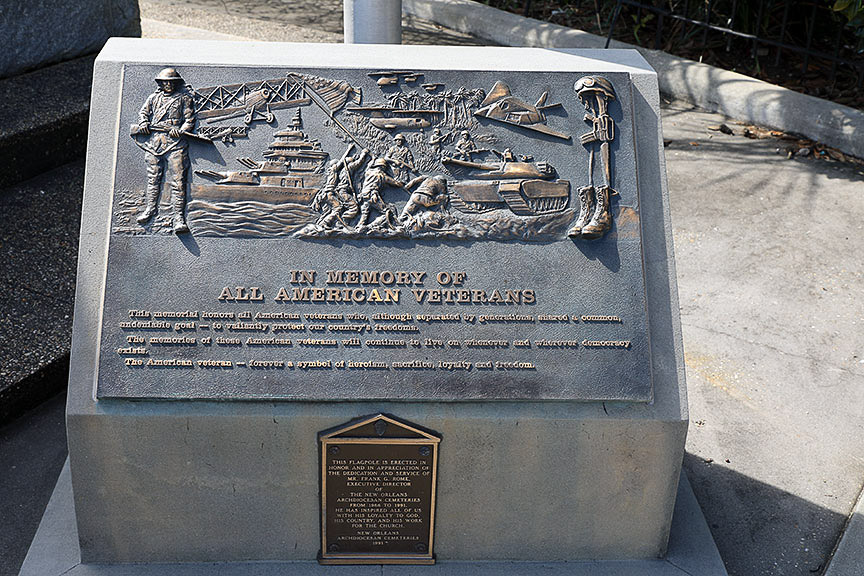 IN MEMORY OF
ALL AMERICAN VETERANS
This memorial honors all American veterans who, although separated by generations, shared a common,
undeniable goal — to valiantly protect our country's freedoms.
The memories of these American veterans will continue to live on whenever and wherever democracy
exists.
The American veteran — forever a symbol of heroism, sacrifice, loyalty and freedom.
THIS FLAGPOLE IS ERECTED IN
HONOR AND IN APPRECIATION OF
THE DEDICATION AND SERVICE OF
MR. FRANK G. ROME,
EXECUTIVE DIRECTOR
OF
THE NEW ORLEANS
ARCHDIOCESAN CEMETERIES
FROM 1966 TO 1991.
HE HAS INSPIRED ALL OF US
WITH HIS LOYALTY TO GOD,
HIS COUNTRY, AND HIS WORK
FOR THE CHURCH.
NEW ORLEANS
ARCHDIOCESAN CEMETERIES